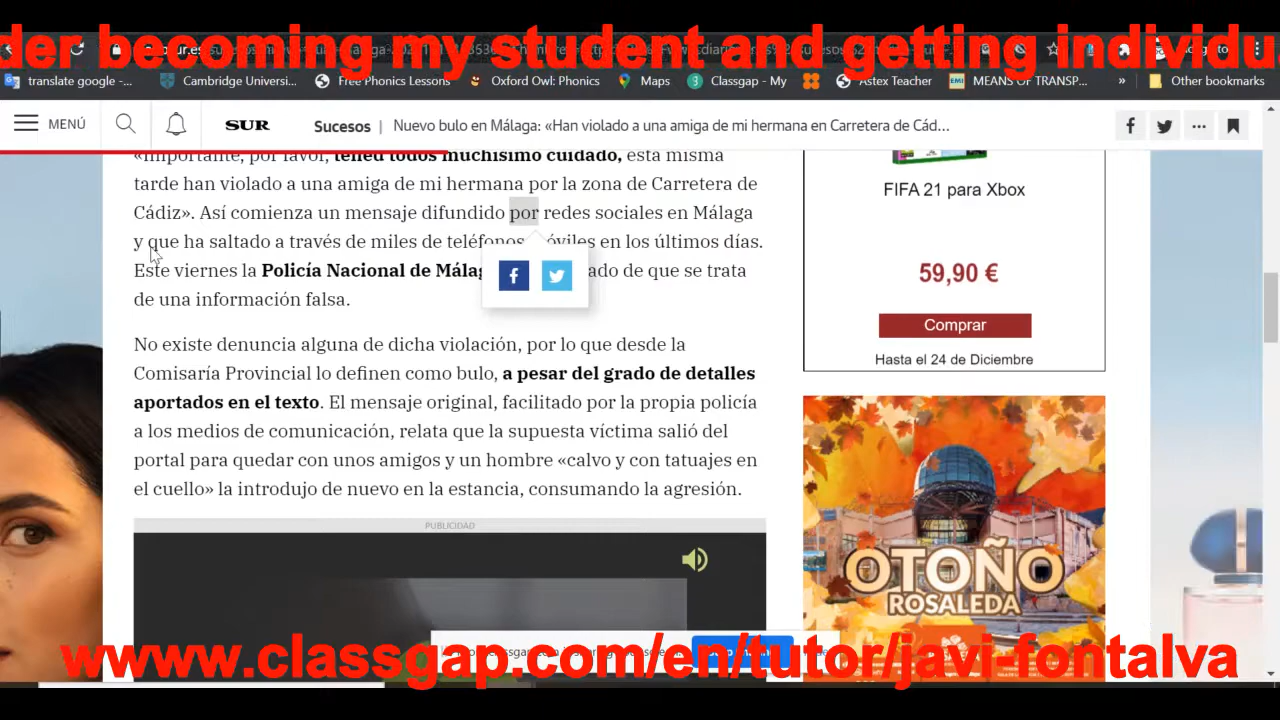 der becoming my student and getting individu
translate google -...
Cambridge Universi...
Free Phonics Lessons
Oxford Owl: Phonics
Maps
Classgap - My
Astex Teacher
MEANS OF TRANSP...
»
Other bookmarks
MENÚ
SUR
Sucesos | Nuevo bulo en Málaga: «Han violado a una amiga de mi hermana en Carretera de Cád...
«Importante, por favor, tened todos muchísimo cuidado, esta misma
tarde han violado a una amiga de mi hermana por la zona de Carretera de
Cádiz». Así comienza un mensaje difundido por redes sociales en Málaga
y que ha saltado a través de miles de teléfonos móviles en los últimos días.
Este viernes la Policía Nacional de Málag ado de que se trata
de una información falsa.
No existe denuncia alguna de dicha violación, por lo que desde la
Comisaría Provincial lo definen como bulo, a pesar del grado de detalles
aportados en el texto. El mensaje original, facilitado por la propia policía
a los medios de comunicación, relata que la supuesta víctima salió del
portal para quedar con unos amigos y un hombre «calvo y con tatuajes en
el cuello» la introdujo de nuevo en la estancia, consumando la agresión.
PUBLICIDAD
FIFA 21 para Xbox
59,90 €
Comprar
Hasta el 24 de Diciembre
OTOÑO
ROSALEDA
www.classgap.com/en/tutor/javi-fontalva